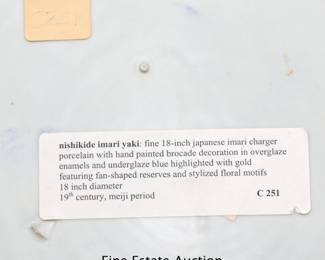 nishikide imari yaki: fine 18-inch japanese imari charger
porcelain with hand painted brocade decoration in overglaze
enamels and underglaze blue highlighted with gold
featuring fan-shaped reserves and stylized floral motifs
18 inch diameter
19th century, meiji period C 251
Fine Estate Auction